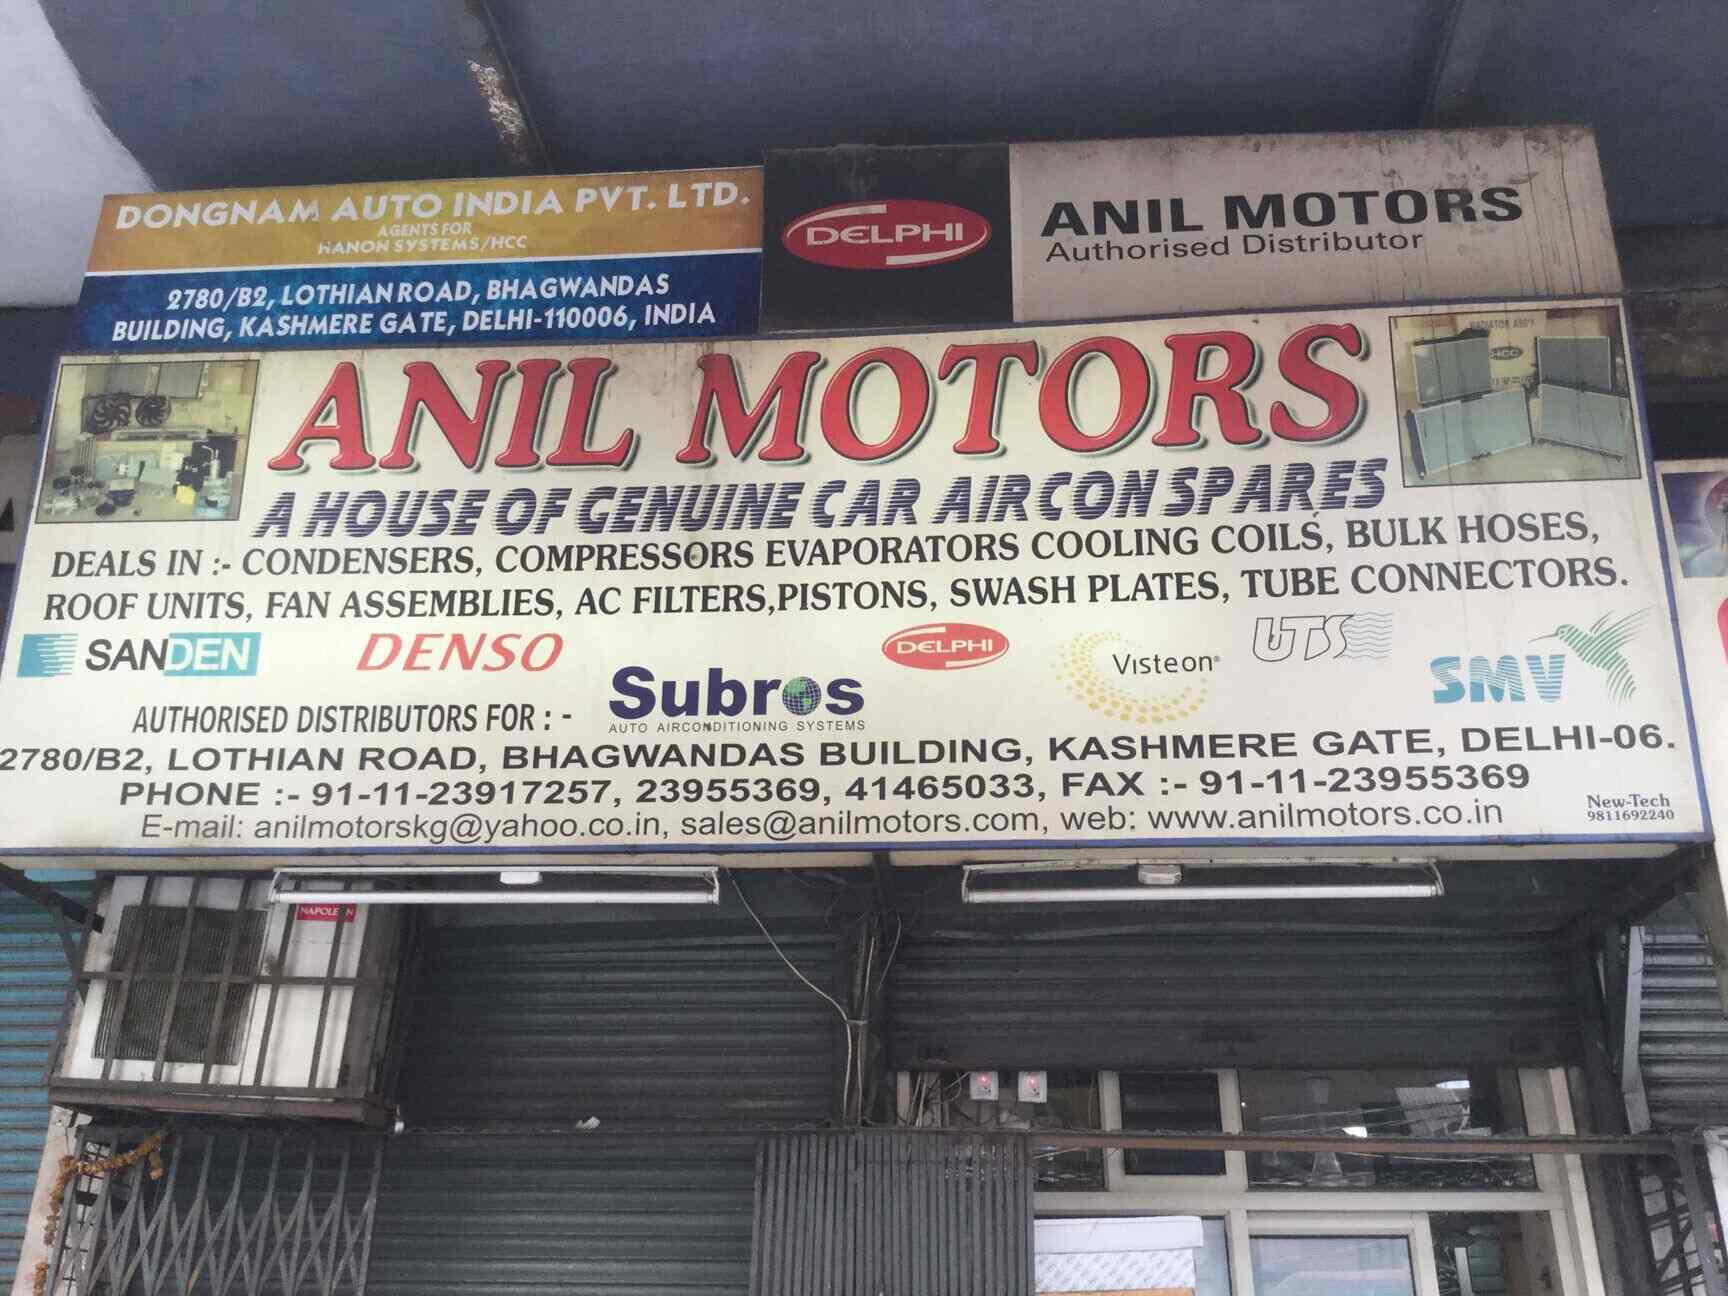 DONGNAM AUTO INDIA PVT. LTD.
AGENTS FOR
HANON SYSTEMS/HCC
2780/B2, LOTHIAN ROAD, BHAGWANDAS
BUILDING, KASHMERE GATE, DELHI-110006, INDIA
DELPHI
ANIL MOTORS
Authorised Distributor
RADIATOR ASS'Y
HCC
ANIL MOTORS
A HOUSE OF GENUINE CAR AIRCON SPARES
DEALS IN :- CONDENSERS, COMPRESSORS EVAPORATORS COOLING COILS, BULK HOSES,
ROOF UNITS, FAN ASSEMBLIES, AC FILTERS,PISTONS, SWASH PLATES, TUBE CONNECTORS.
SANDEN
DENSO
DELPHI
Visteon
UTS
SMV
AUTHORISED DISTRIBUTORS FOR : -
Subros
AUTO AIRCONDITIONING SYSTEMS
2780/B2, LOTHIAN ROAD, BHAGWANDAS BUILDING, KASHMERE GATE, DELHI-06.
PHONE :- 91-11-23917257, 23955369, 41465033, FAX :- 91-11-23955369
E-mail: anilmotorskg@yahoo.co.in, sales@anilmotors.com, web: www.anilmotors.co.in
New-Tech
9811692240
NAPOLEON